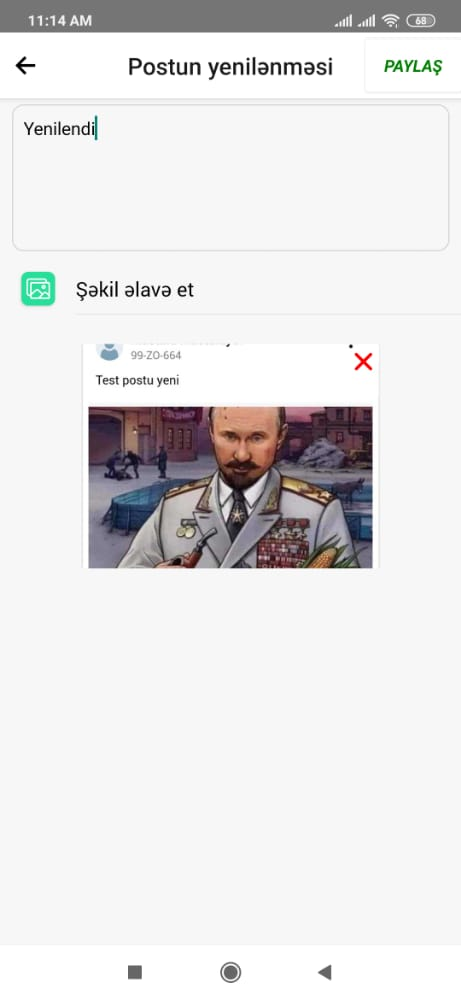 11:14 AM
68
Postun yenilənməsi
PAYLAŞ
Yenilendi
Şəkil əlavə et
99-ZO-664
Test postu yeni